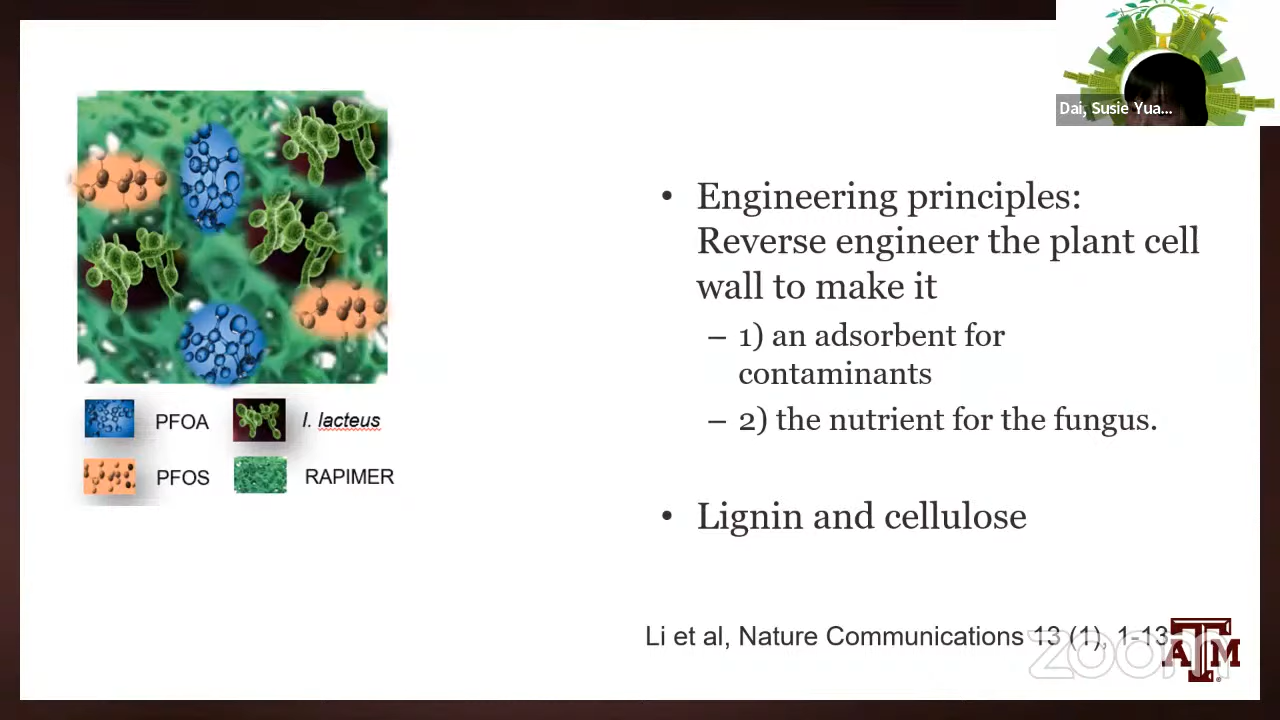 Dai, Susie Yua...
• Engineering principles:
Reverse engineer the plant cell
wall to make it
– 1) an adsorbent for
contaminants
– 2) the nutrient for the fungus.
• Lignin and cellulose
PFOA
I. lacteus
PFOS
RAPIMER
Li et al, Nature Communications 13 (1), 1-13
zoom
ATM